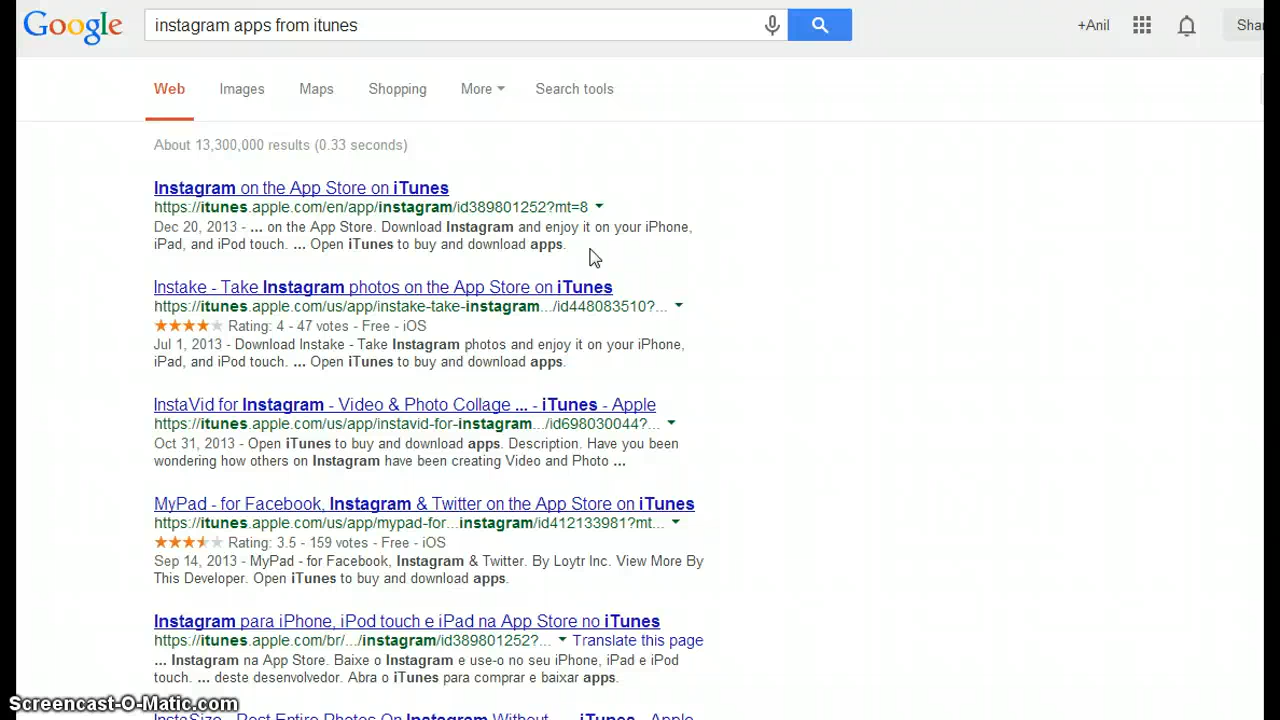 Google instagram apps from itunes +Anil
Web Images Maps Shopping More Search tools
About 13,300,000 results (0.33 seconds)
Instagram on the App Store on iTunes
https://itunes.apple.com/en/app/instagram/id389801252?mt=8
Dec 20, 2013 - ... on the App Store. Download Instagram and enjoy it on your iPhone,
iPad, and iPod touch. ... Open iTunes to buy and download apps.
Instake - Take Instagram photos on the App Store on iTunes
https://itunes.apple.com/us/app/instake-take-instagram.../id448083510?...
Rating: 4 - 47 votes - Free - iOS
Jul 1, 2013 - Download Instake - Take Instagram photos and enjoy it on your iPhone,
iPad, and iPod touch. ... Open iTunes to buy and download apps.
InstaVid for Instagram - Video & Photo Collage ... - iTunes - Apple
https://itunes.apple.com/us/app/instavid-for-instagram.../id698030044?...
Oct 31, 2013 - Open iTunes to buy and download apps. Description. Have you been
wondering how others on Instagram have been creating Video and Photo ...
MyPad - for Facebook, Instagram & Twitter on the App Store on iTunes
https://itunes.apple.com/us/app/mypad-for...instagram/id412133981?mt...
Rating: 3.5 - 159 votes - Free - iOS
Sep 14, 2013 - MyPad - for Facebook, Instagram & Twitter. By Loytr Inc. View More By
This Developer. Open iTunes to buy and download apps.
Instagram para iPhone, iPod touch e iPad na App Store no iTunes
https://itunes.apple.com/br/.../instagram/id389801252?... Translate this page
... Instagram na App Store. Baixe o Instagram e use-o no seu iPhone, iPad e iPod
touch. ... deste desenvolvedor. Abra o iTunes para comprar e baixar apps.
Screencast-O-Matic.com
InstaSize - Post Entire Photos On Instagram Without ... - iTunes - Apple